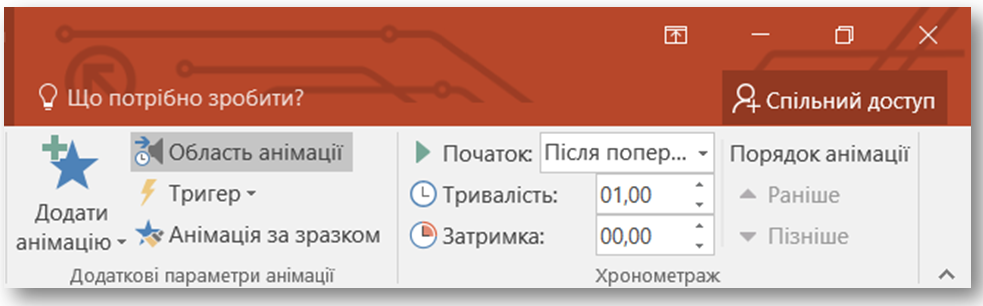 Що потрібно зробити?
Спільний доступ
Додати
анімацію
Область анімації
Тригер
Анімація за зразком
Додаткові параметри анімації
Початок: Після попер...
Тривалість: 01,00
Затримка: 00,00
Порядок анімації
Раніше
Пізніше
Хронометраж